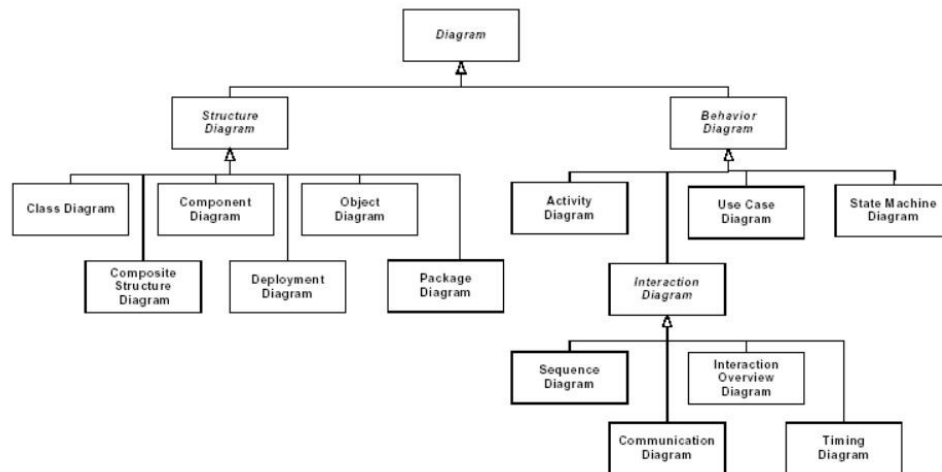 Diagram
Structure
Diagram
Behavior
Diagram
Class Diagram
Component
Diagram
Object
Diagram
Activity
Diagram
Use Case
Diagram
State Machine
Diagram
Composite
Structure
Diagram
Deployment
Diagram
Package
Diagram
Interaction
Diagram
Sequence
Diagram
Interaction
Overview
Diagram
Communication
Diagram
Timing
Diagram